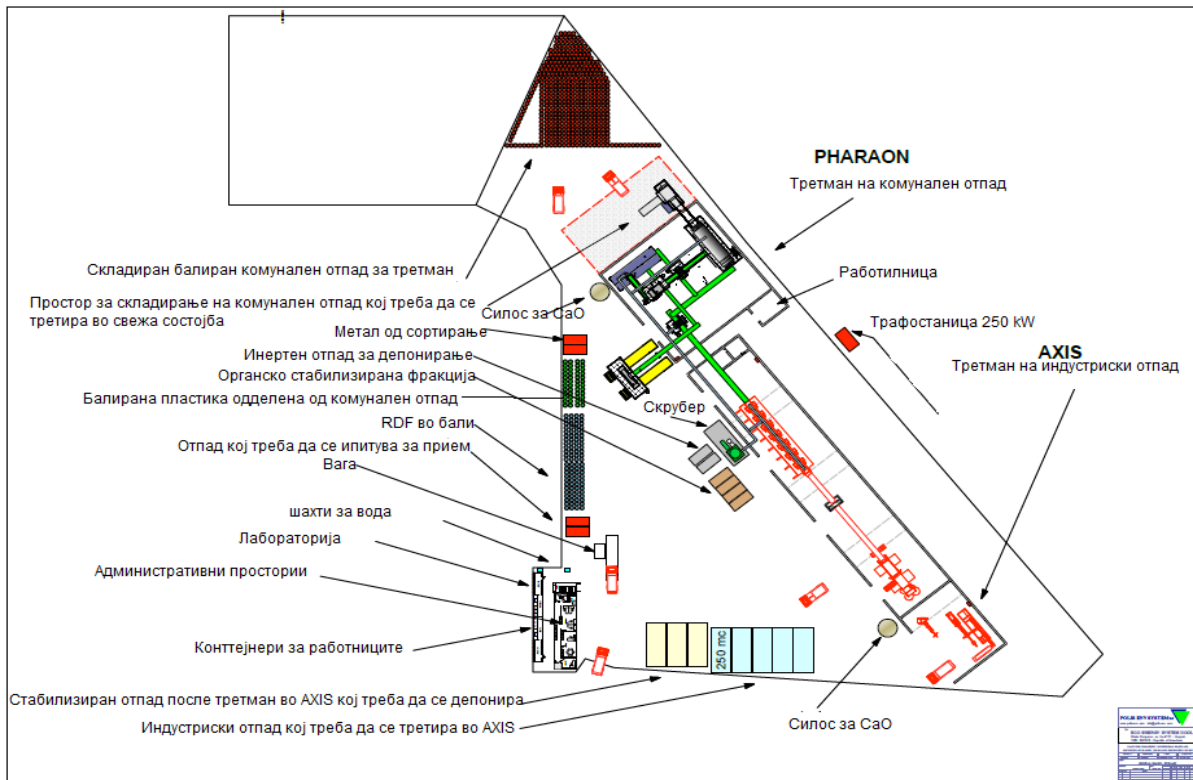 PHARAON
Третман на комунален отпад
Складиран балиран комунален отпад за третман
Работилница
Простор за складирање на комунален отпад кој треба да се
третира во свежа состојба
Силос за CaO
Трафостаница 250 kW
Метал од сортирање
AXIS
Третман на индустриски отпад
Инертен отпад за депонирање
Органско стабилизирана фракција
Балирана пластика одделена од комунален отпад
Скрубер
RDF во бали
Отпад кој треба да се ипитува за прием
Вага
шахти за вода
Лабораторија
Административни простории
Конттејнери за работниците
250 mc
Стабилизиран отпад после третман во AXIS кој треба да се депонира
Индустриски отпад кој треба да се третира во AXIS
Силос за CaO